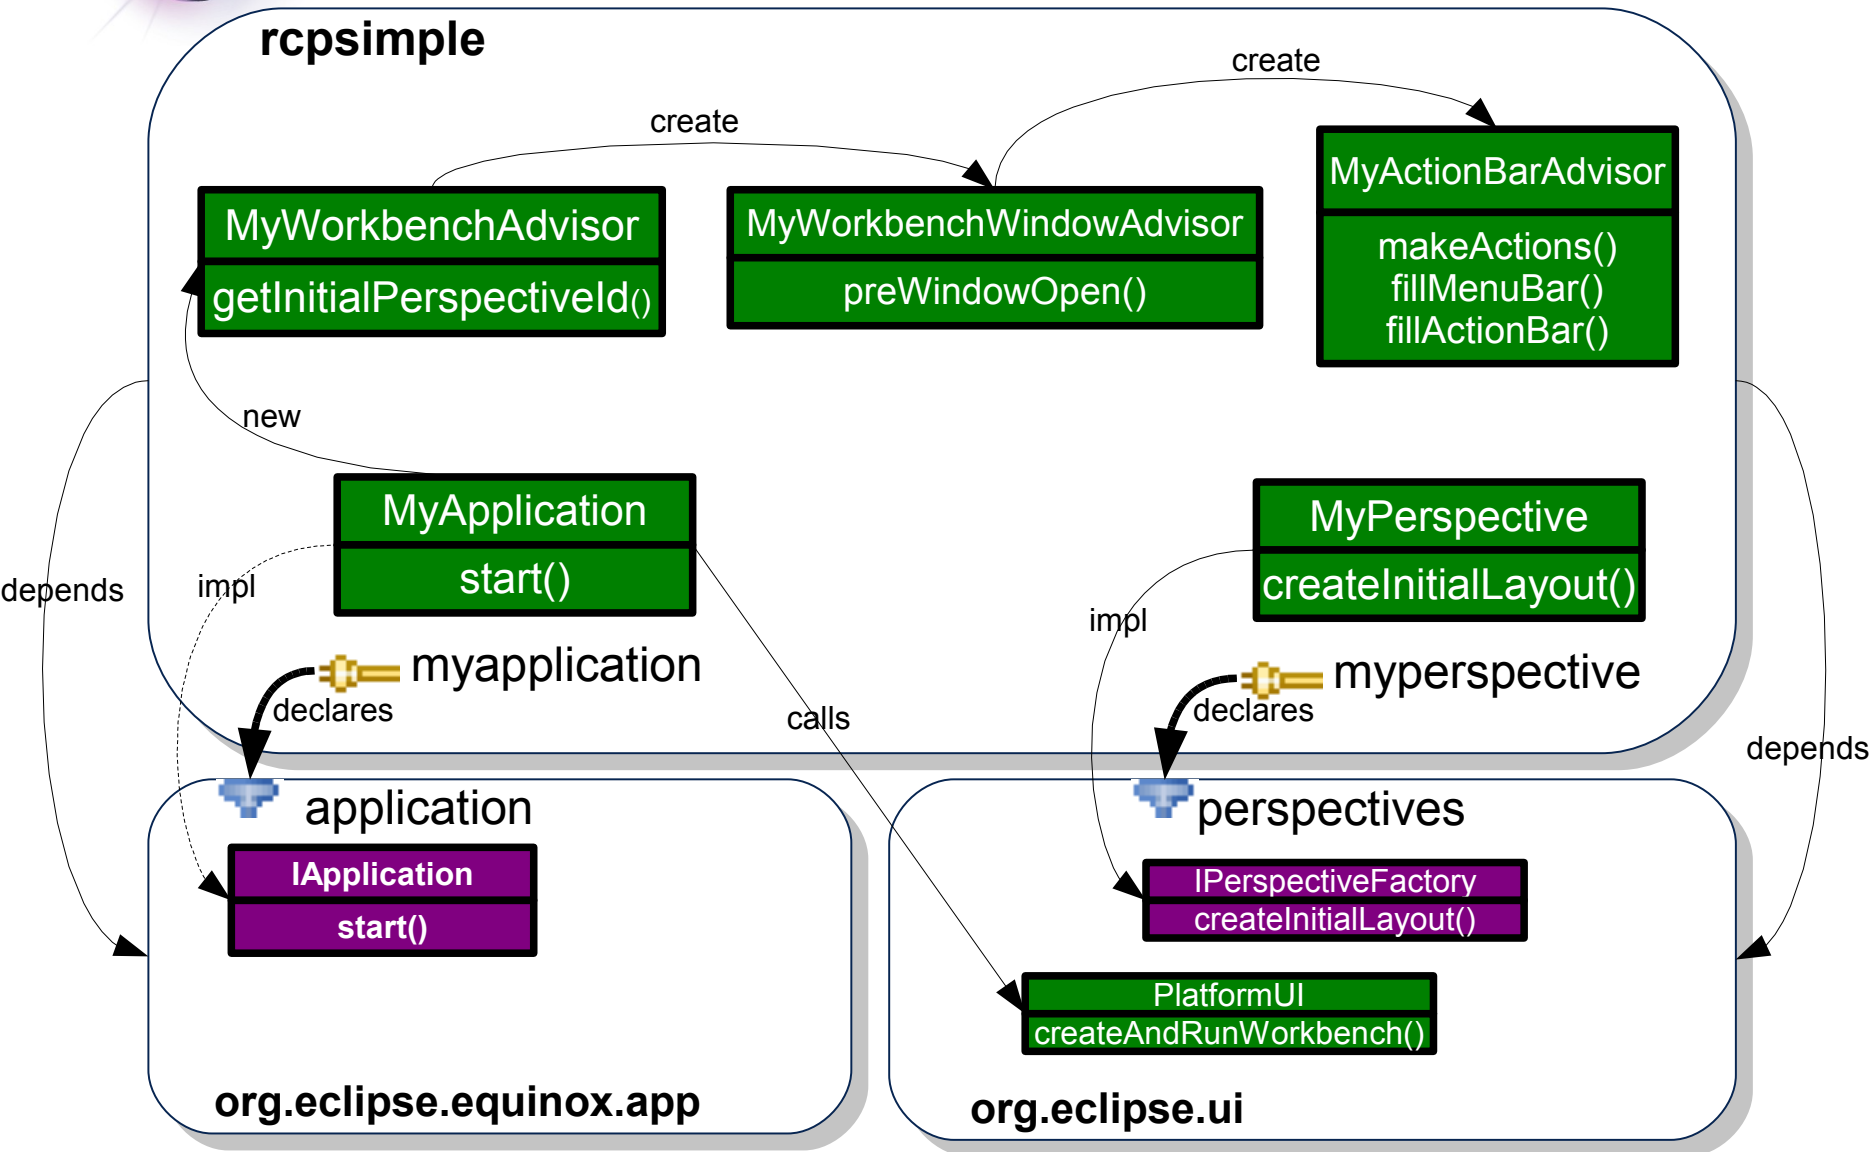 rcpsimple
create
create
MyWorkbenchAdvisor
getInitialPerspectiveId()
MyWorkbenchWindowAdvisor
preWindowOpen()
MyActionBarAdvisor
makeActions()
fillMenuBar()
fillActionBar()
new
MyApplication
start()
MyPerspective
createInitialLayout()
depends
impl
impl
myapplication
declares
calls
myperspective
declares
depends
application
IApplication
start()
org.eclipse.equinox.app
perspectives
IPerspectiveFactory
createInitialLayout()
PlatformUI
createAndRunWorkbench()
org.eclipse.ui